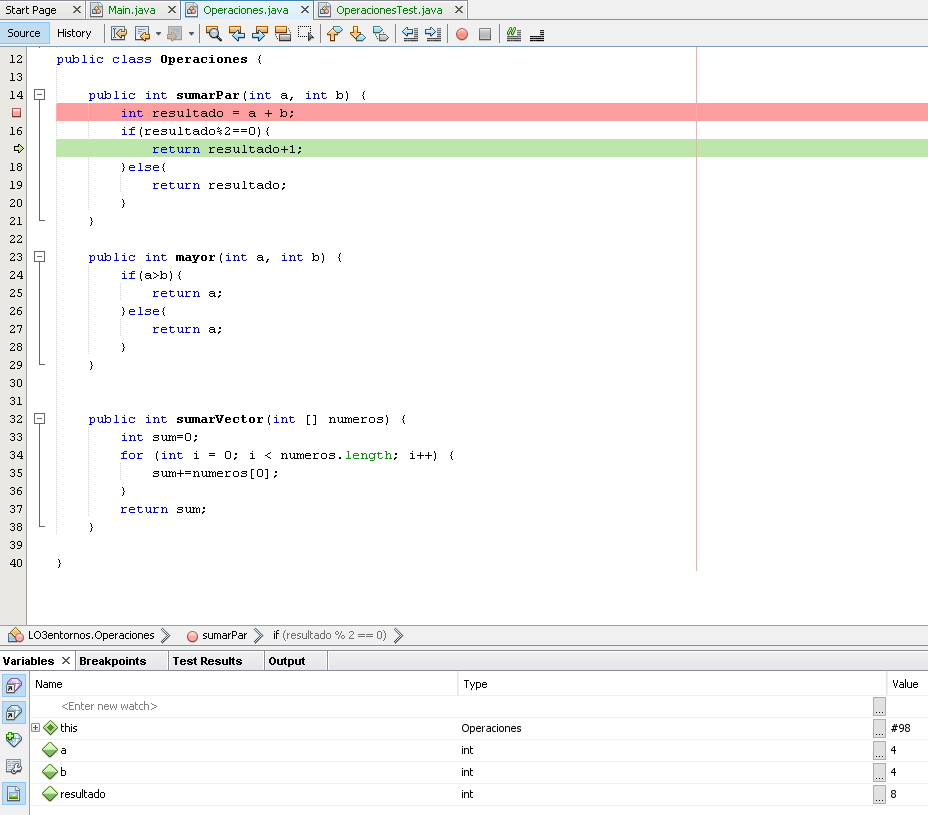 Start Page Main.java Operaciones.java OperacionesTest.java
Source History
12 public class Operaciones {
13
14 public int sumarPar(int a, int b) {
int resultado = a + b;
16 if(resultado%2==0){
return resultado+1;
18 }else{
19 return resultado;
20 }
21 }
22
23 public int mayor(int a, int b) {
24 if(a>b){
25 return a;
26 }else{
27 return a;
28 }
29 }
30
31
32 public int sumarVector(int [] numeros) {
33 int sum=0;
34 for (int i = 0; i < numeros.length; i++) {
35 sum+=numeros[0];
36 }
37 return sum;
38 }
39
40 }
LO3entornos.Operaciones sumarPar if (resultado % 2 == 0)
Variables Breakpoints Test Results Output
Name Type Value
<Enter new watch> ...
this Operaciones ... #98
a int ... 4
b int ... 4
resultado int ... 8